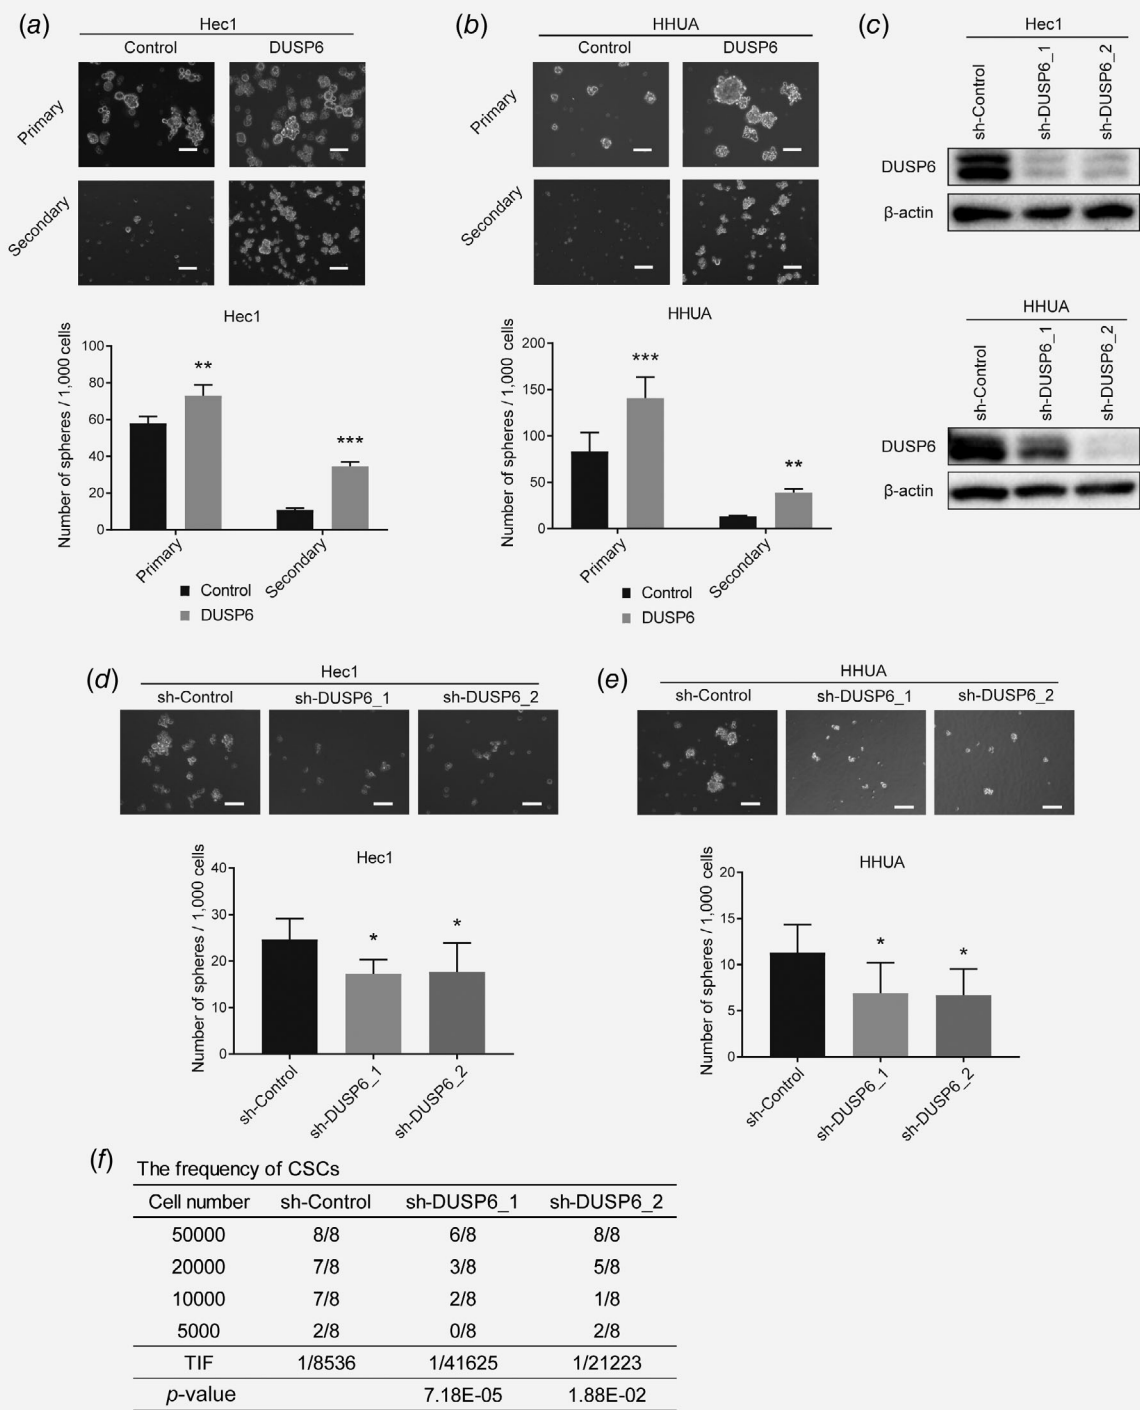 (a)
Hec1
Control DUSP6
Primary
Secondary
Hec1
Number of spheres / 1,000 cells
100
80
60
40
20
0
**
***
Primary Secondary
Control
DUSP6
(b)
HHUA
Control DUSP6
Primary
Secondary
HHUA
Number of spheres / 1,000 cells
200
150
100
50
0
***
**
Primary Secondary
Control
DUSP6
(c)
Hec1
sh-Control sh-DUSP6_1 sh-DUSP6_2
DUSP6
β-actin
HHUA
sh-Control sh-DUSP6_1 sh-DUSP6_2
DUSP6
β-actin
(d)
Hec1
sh-Control sh-DUSP6_1 sh-DUSP6_2
Hec1
Number of spheres / 1,000 cells
40
30
20
10
0
* *
sh-Control sh-DUSP6_1 sh-DUSP6_2
(e)
HHUA
sh-Control sh-DUSP6_1 sh-DUSP6_2
HHUA
Number of spheres / 1,000 cells
20
15
10
5
0
* *
sh-Control sh-DUSP6_1 sh-DUSP6_2
(f)
The frequency of CSCs
Cell number sh-Control sh-DUSP6_1 sh-DUSP6_2
50000 8/8 6/8 8/8
20000 7/8 3/8 5/8
10000 7/8 2/8 1/8
5000 2/8 0/8 2/8
TIF 1/8536 1/41625 1/21223
p-value 7.18E-05 1.88E-02